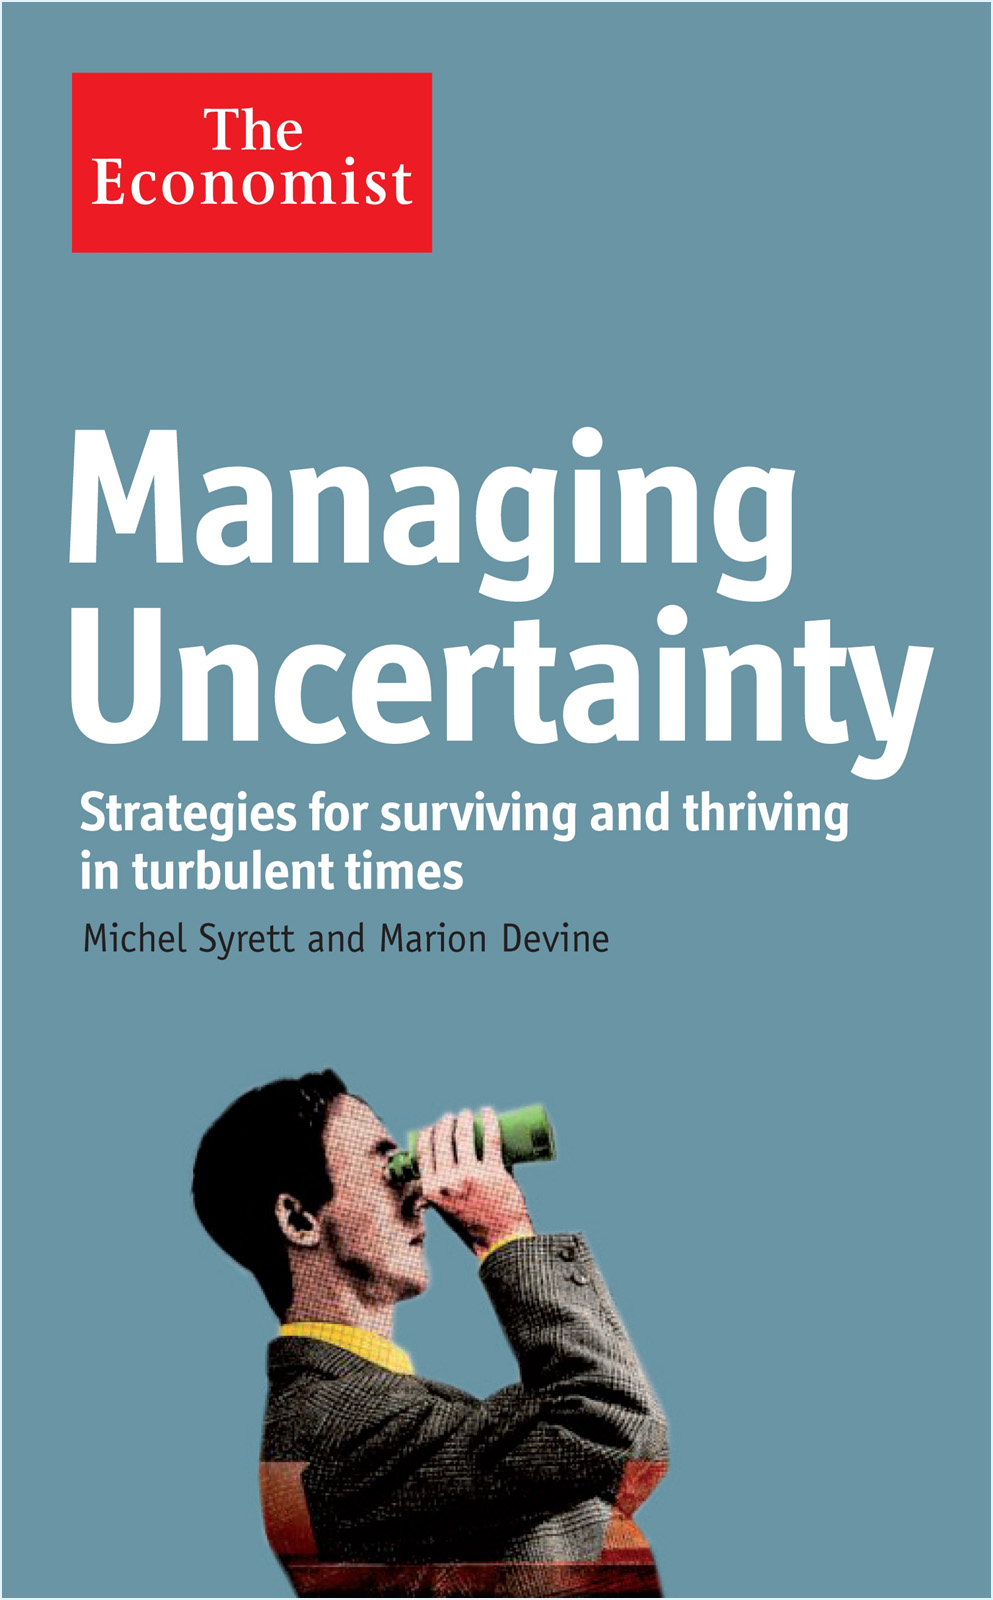 The
Economist
Managing
Uncertainty
Strategies for surviving and thriving
in turbulent times
Michel Syrett and Marion Devine